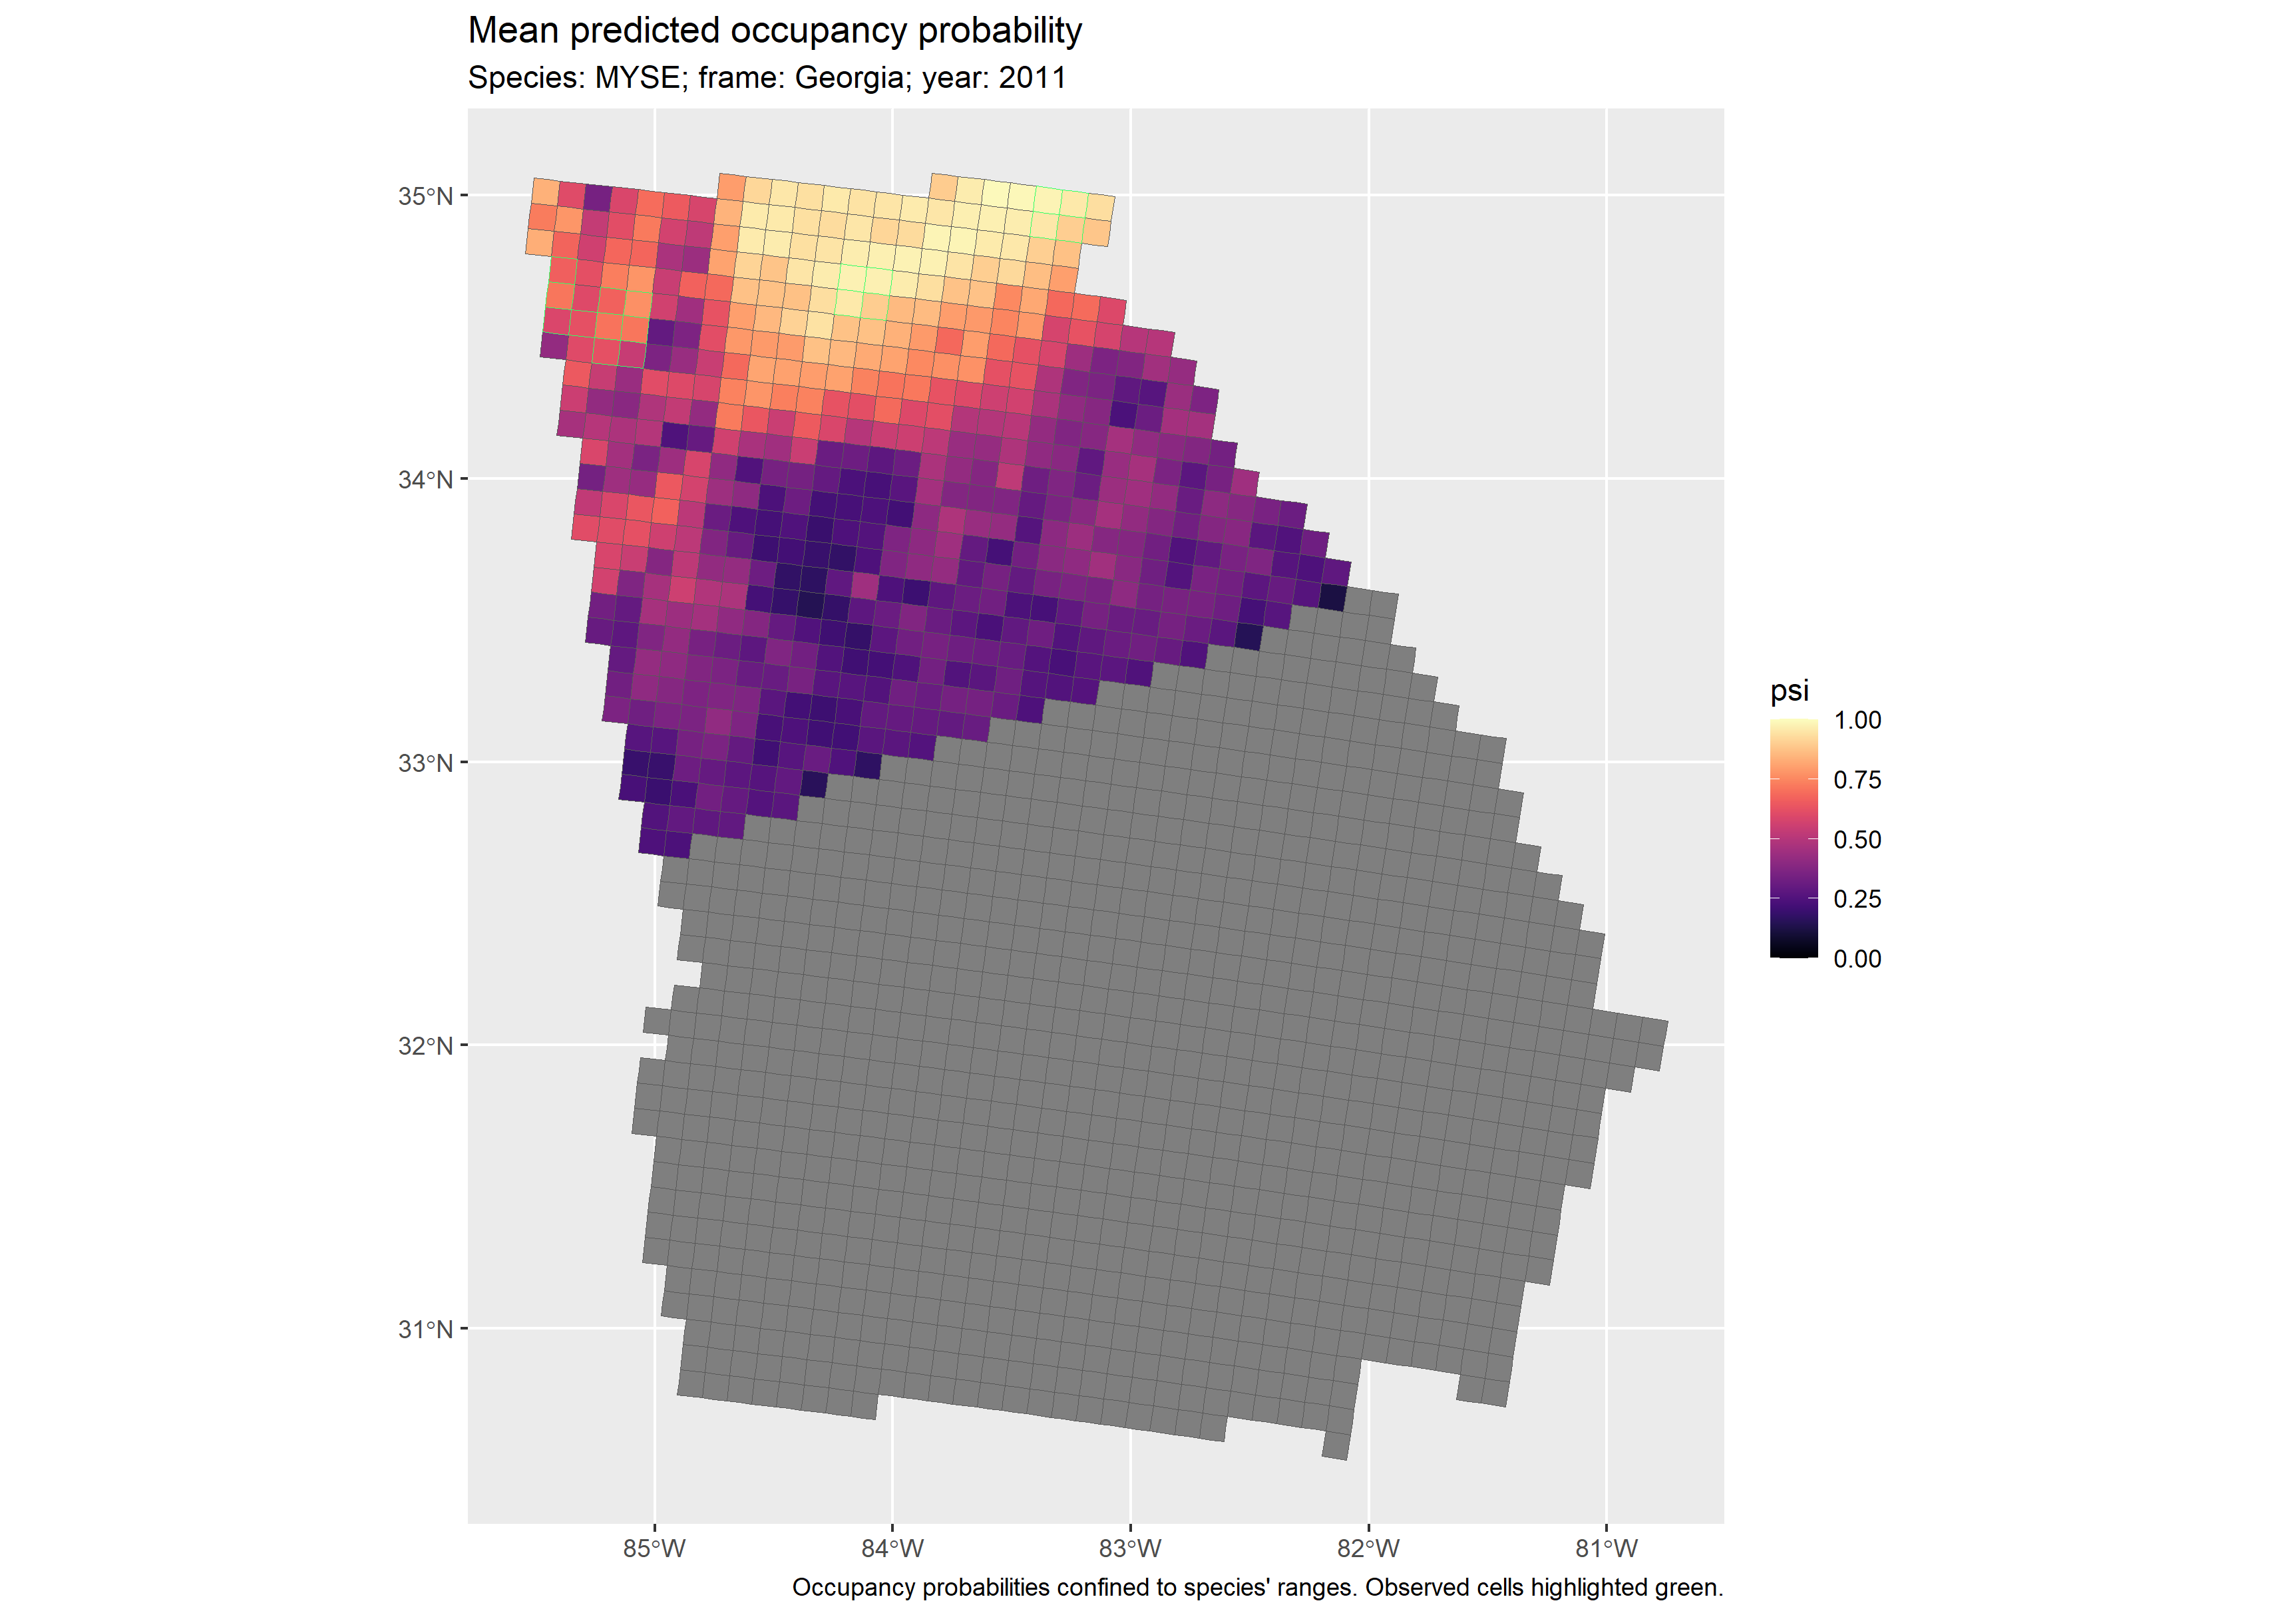 Mean predicted occupancy probability
Species: MYSE; frame: Georgia; year: 2011
35°N
34°N
33°N
32°N
31°N
85°W
84°W
83°W
82°W
81°W
psi
1.00
0.75
0.50
0.25
0.00
Occupancy probabilities confined to species' ranges. Observed cells highlighted green.